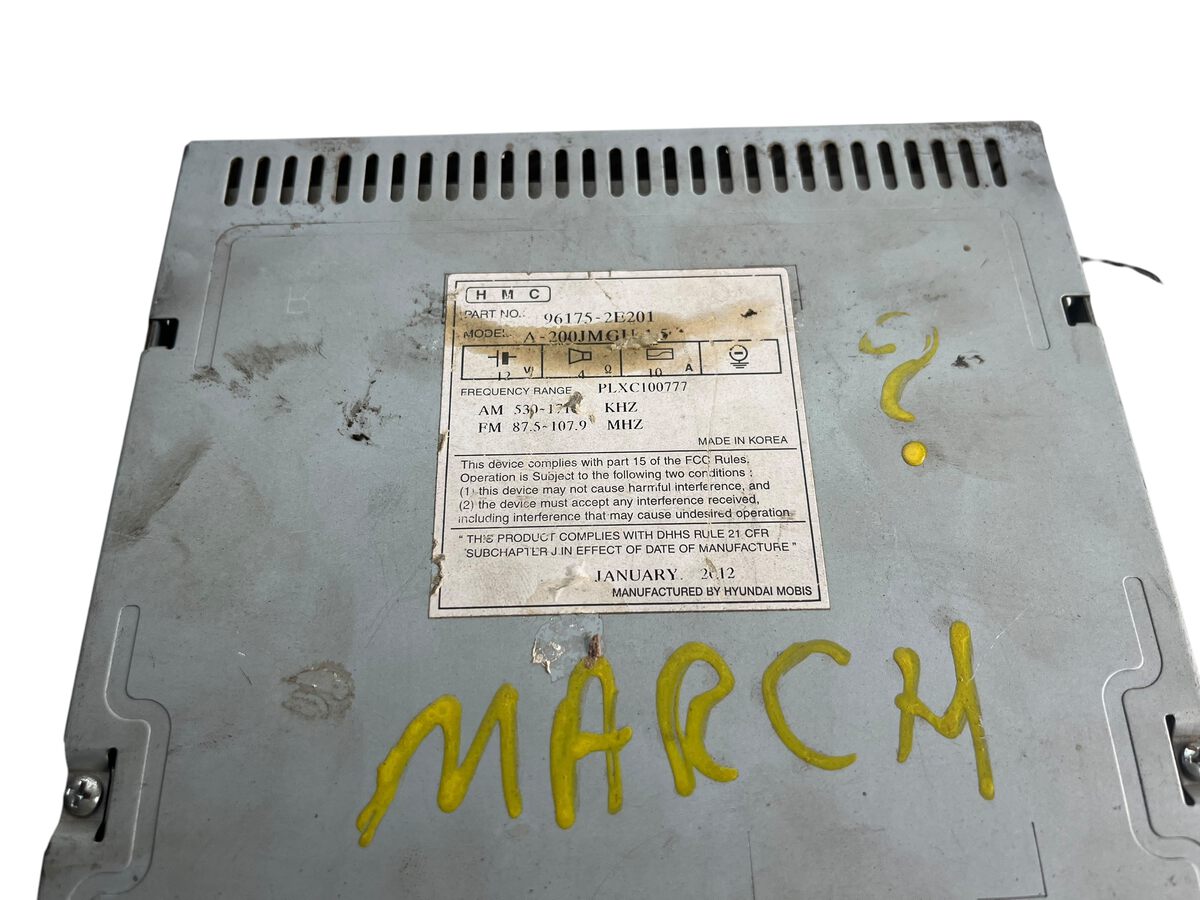 HMC
PART NO.: 96175-2E201
MODEL
12 V 4 Ω 10 A
FREQUENCY RANGE PLXC100777
AM 530-1710 KHZ
FM 87.5~107.9 MHZ
MADE IN KOREA
This device complies with part 15 of the FCC Rules.
Operation is Subject to the following two conditions :
(1) this device may not cause harmful interference, and
(2) the device must accept any interference received,
including interference that may cause undesired operation.
" THIS PRODUCT COMPLIES WITH DHHS RULE 21 CFR
SUBCHAPTER J IN EFFECT OF DATE OF MANUFACTURE "
JANUARY. 2012
MANUFACTURED BY HYUNDAI MOBIS
?
MARCH